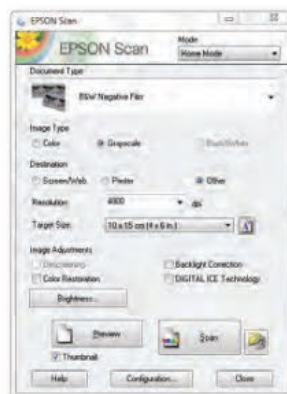 EPSON Scan
EPSON Scan
Mode
Home Mode
Document Type
B&W Negative Film
Image Type
Color
Grayscale
Black&White
Destination
Screen/Web
Printer
Other
Resolution:
4800
dpi
Target Size:
10 x 15 cm (4 x 6 in.)
Image Adjustments
Descreening
Backlight Correction
Color Restoration
DIGITAL ICE Technology
Brightness...
Preview
Scan
Thumbnail
Help
Configuration...
Close